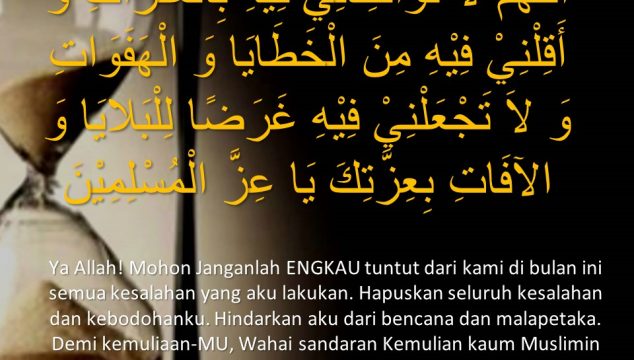 أَقِلْنِيْ فِيْهِ مِنَ الْخَطَايَا وَ الْهَفَوَاتِ
وَ لاَ تَجْعَلْنِيْ فِيْهِ غَرَضًا لِلْبَلايَا وَ
الآفَاتِ بِعِزَّتِكَ يَا عِزَّ الْمُسْلِمِيْنَ
Ya Allah! Mohon Janganlah ENGKAU tuntut dari kami di bulan ini
semua kesalahan yang aku lakukan. Hapuskan seluruh kesalahan
dan kebodohanku. Hindarkan aku dari bencana dan malapetaka.
Demi kemuliaan-MU, Wahai sandaran Kemulian kaum Muslimin